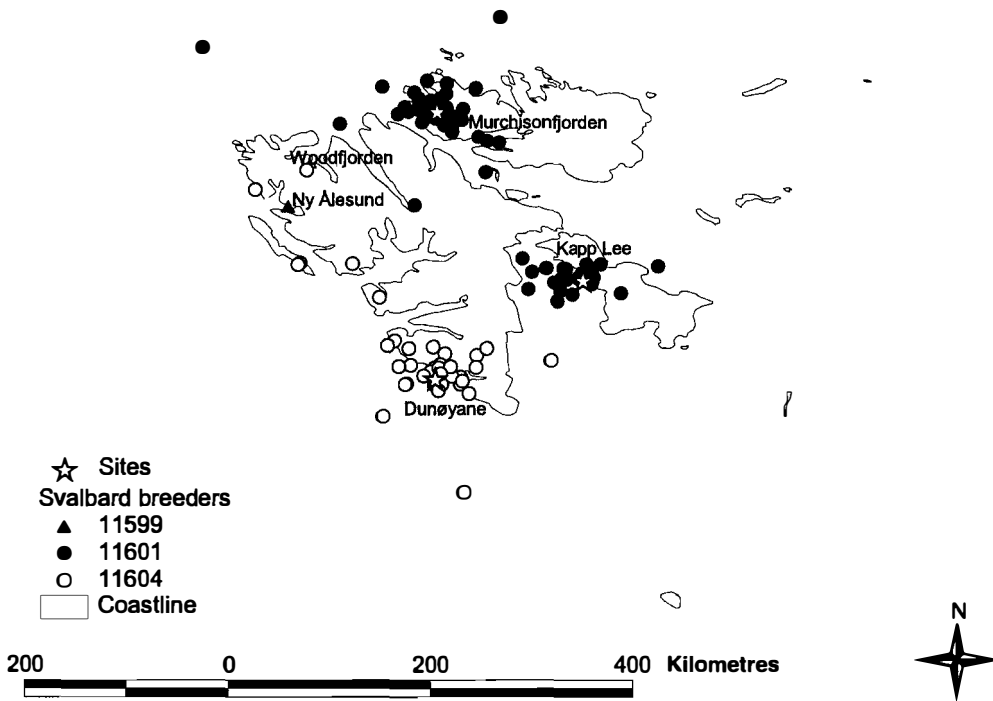 Murchisonfjorden
Woodfjorden
Ny Ålesund
Kapp Lee
Dunøyane
Sites
Svalbard breeders
11599
11601
11604
Coastline
N
200 0 200 400 Kilometres